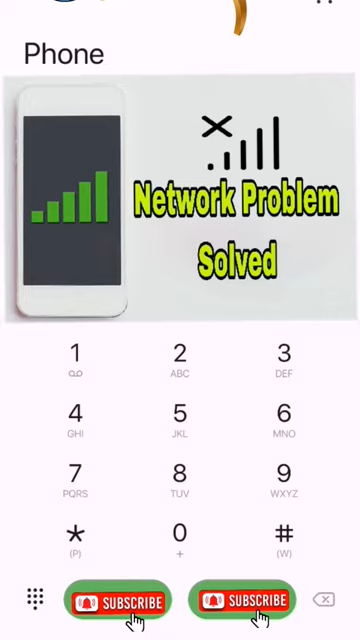 Phone
Network Problem
Solved
1 2 3
ABC DEF
4 5 6
GHI JKL MNO
7 8 9
PQRS TUV WXYZ
* 0 #
(P) + (W)
SUBSCRIBE SUBSCRIBE